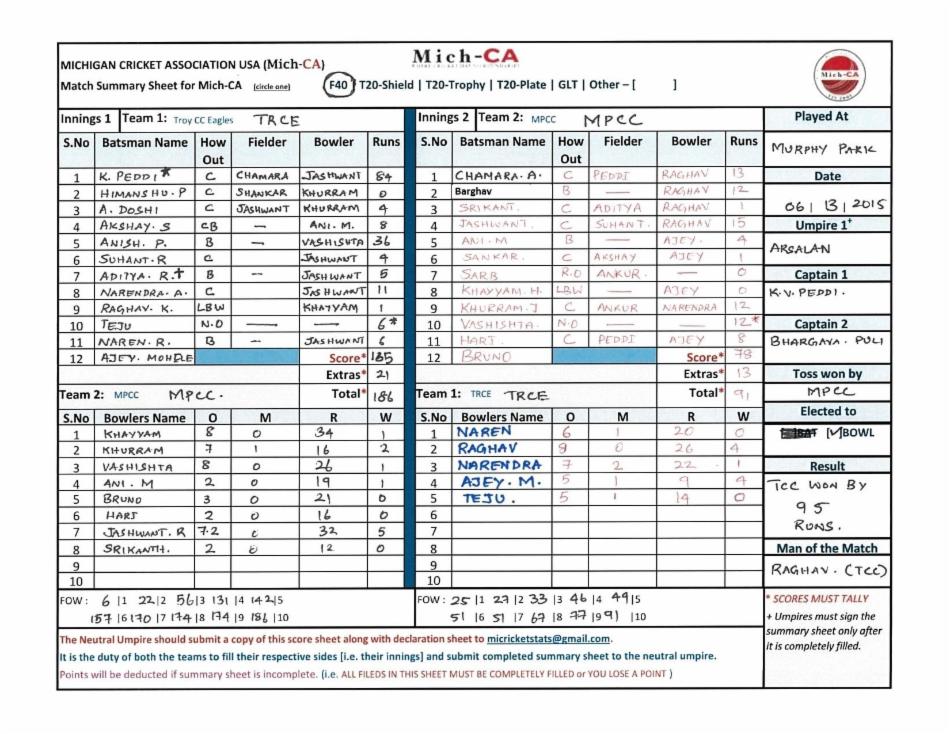 MICHIGAN CRICKET ASSOCIATION USA (Mich-CA)
Mich-CA
Mich-CA
Match Summary Sheet for Mich-CA (circle one) F40 | T20-Shield | T20-Trophy | T20-Plate | GLT | Other – [ ]
Innings 1 Team 1: Troy CC Eagles TRCE
S.No Batsman Name How Out Fielder Bowler Runs
1 K. PEDDI* C CHAMARA JASHWANT 84
2 HIMANSHU.P C SHANKAR KHURRAM 0
3 A. DOSHI C JASHWANT KHURRAM 4
4 AKSHAY. S CB — ANI. M. 8
5 ANISH. P. B — VASHISHTA 36
6 SUHANT.R C JASHWANT 4
7 ADITYA. R.+ B — JASHWANT 5
8 NARENDRA. A. C JASHWANT 11
9 RAGHAV. K. LBW KHAYYAM 1
10 TEJU N.O — — 6*
11 NAREN. R. B — JASHWANT 6
12 AJEY. MOHDLE Score* 165
Extras* 21
Team 2: MPCC MPCC. Total* 186
S.No Bowlers Name O M R W
1 KHAYYAM 8 0 34 1
2 KHURRAM 7 1 16 2
3 VASHISHTA 8 0 26 1
4 ANI. M 2 0 19 1
5 BRUNO 3 0 21 0
6 HARI 2 0 16 0
7 JASHWANT. R 7.2 0 32 5
8 SRIKANTH. 2 0 12 0
9
10
FOW : 6 |1 22|2 56|3 131 |4 142|5
157 |6 170 |7 174|8 174 |9 186 |10
Innings 2 Team 2: MPCC MPCC
S.No Batsman Name How Out Fielder Bowler Runs
1 CHAMARA. A. C PEDDI RAGHAV 13
2 Barghav B — RAGHAV 12
3 SRIKANT. C ADITYA RAGHAV 1
4 JASHWANT. C SUHANT. RAGHAV 15
5 ANI. M B — AJEY. 4
6 SANKAR. C AKSHAY AJEY 1
7 SARB R.O ANKUR. — 0
8 KHAYYAM. H. LBW — AJEY 0
9 KHURRAM.J C ANKUR NARENDRA 12
10 VASHISHTA. N.O — — 12*
11 HARI. C PEDDI AJEY 8
12 BRUNO Score* 78
Extras* 13
Team 1: TRCE TRCE Total* 91
S.No Bowlers Name O M R W
1 NAREN 6 1 20 0
2 RAGHAV 9 0 26 4
3 NARENDRA 7 2 22 1
4 AJEY. M. 5 1 9 4
5 TEJU. 5 1 14 0
6
7
8
9
10
FOW : 25 |1 27 |2 33 |3 46 |4 49|5
51 |6 51 |7 67 |8 77 |9 91 |10
Played At
MURPHY PARK
Date
06 | 13 | 2015
Umpire 1+
ARSALAN
Captain 1
K.V. PEDDI.
Captain 2
BHARGAVA. PULI
Toss won by
MPCC
Elected to
[✓]BOWL
Result
TCC WON BY
95
RUNS.
Man of the Match
RAGHAV. (TCC)
* SCORES MUST TALLY
+ Umpires must sign the
summary sheet only after
it is completely filled.
The Neutral Umpire should submit a copy of this score sheet along with declaration sheet to micricketstats@gmail.com.
It is the duty of both the teams to fill their respective sides [i.e. their innings] and submit completed summary sheet to the neutral umpire.
Points will be deducted if summary sheet is incomplete. (i.e. ALL FILEDS IN THIS SHEET MUST BE COMPLETELY FILLED or YOU LOSE A POINT )